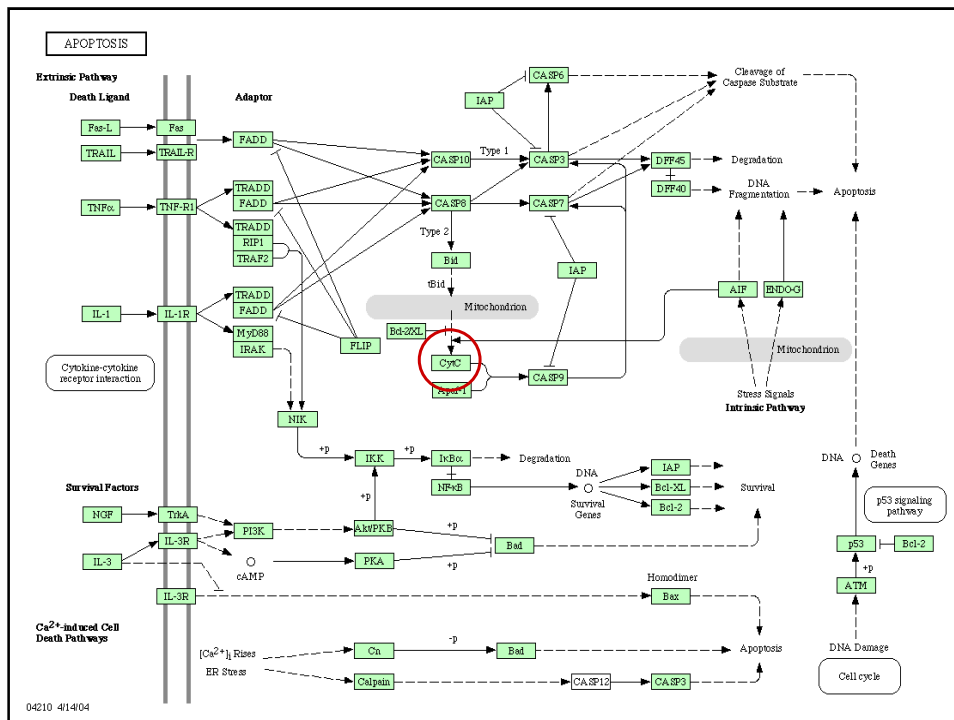 APOPTOSIS
Extrinsic Pathway
Death Ligand
Adaptor
Fas-L
Fas
TRAIL
TRAIL-R
FADD
TNFα
TNF-R1
TRADD
FADD
TRADD
RIP1
TRAF2
IL-1
IL-1R
TRADD
FADD
MyD88
IRAK
FLIP
CASP10
Type 1
CASP3
CASP6
IAP
Cleavage of
Caspase Substrate
DFF45
Degradation
DFF40
DNA
Fragmentation
Apoptosis
CASP8
CASP7
Type 2
Bid
tBid
Mitochondrion
IAP
AIF
ENDO-G
Bcl-2/XL
CytC
Apaf-1
CASP9
Mitochondrion
Stress Signals
Intrinsic Pathway
Cytokine-cytokine
receptor interaction
NIK
+p
IKK
+p
IκBα
Degradation
NFκB
DNA
Survival
Genes
IAP
Bcl-XL
Bcl-2
Survival
DNA
Death
Genes
p53 signaling
pathway
Survival Factors
NGF
TrkA
PI3K
+p
Akt/PKB
+p
Bad
IL-3
IL-3R
cAMP
PKA
+p
p53
Bcl-2
+p
ATM
IL-3R
Homodimer
Bax
Ca2+-induced Cell
Death Pathways
[Ca2+]i Rises
ER Stress
Cn
-p
Bad
Apoptosis
DNA Damage
Calpain
CASP12
CASP3
Cell cycle
04210 4/14/04